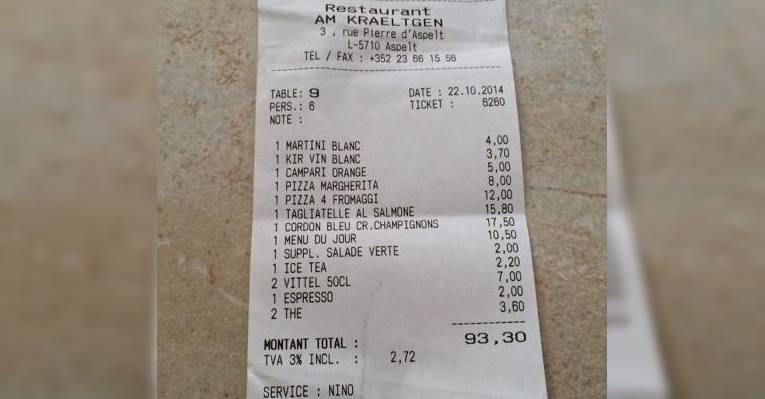 Restaurant
AM KRAELTGEN
3 , rue Pierre d'Aspelt
L-5710 Aspelt
TEL / FAX : +352 23 66 15 56
TABLE: 9 DATE : 22.10.2014
PERS.: 6 TICKET : 6260
NOTE :
1 MARTINI BLANC 4,00
1 KIR VIN BLANC 3,70
1 CAMPARI ORANGE 5,00
1 PIZZA MARGHERITA 8,00
1 PIZZA 4 FROMAGGI 12,00
1 TAGLIATELLE AL SALMONE 15,80
1 CORDON BLEU CR.CHAMPIGNONS 17,50
1 MENU DU JOUR 10,50
1 SUPPL. SALADE VERTE 2,00
1 ICE TEA 2,20
2 VITTEL 50CL 7,00
1 ESPRESSO 2,00
2 THE 3,60
MONTANT TOTAL : 93,30
TVA 3% INCL. : 2,72
SERVICE : NINO